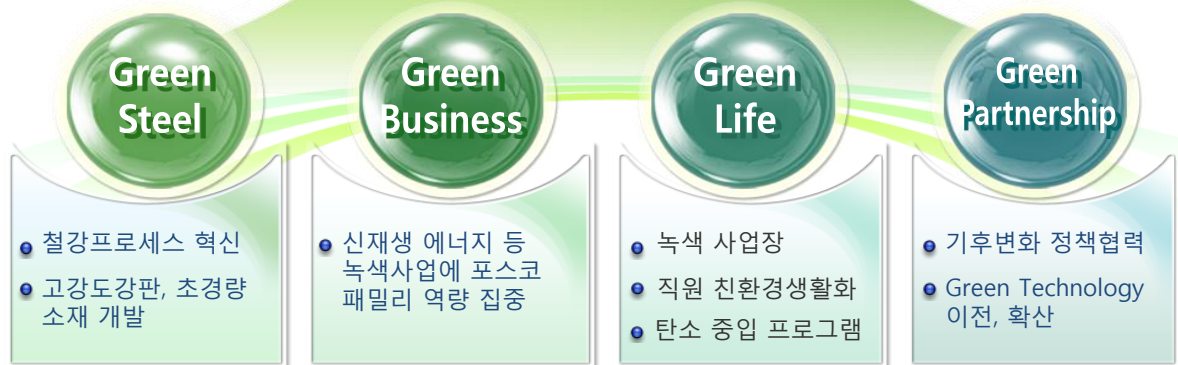 Green
Steel
철강프로세스 혁신
고강도강판, 초경량
소재 개발
Green
Business
신재생 에너지 등
녹색사업에 포스코
패밀리 역량 집중
Green
Life
녹색 사업장
직원 친환경생활화
탄소 중입 프로그램
Green
Partnership
기후변화 정책협력
Green Technology
이전, 확산